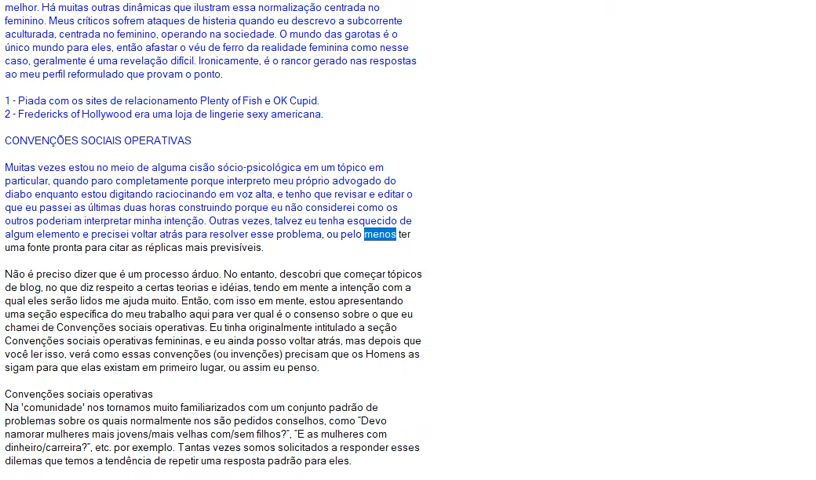 melhor. Há muitas outras dinâmicas que ilustram essa normalização centrada no
feminino. Meus críticos sofrem ataques de histeria quando eu descrevo a subcorrente
aculturada, centrada no feminino, operando na sociedade. O mundo das garotas é o
único mundo para eles, então afastar o véu de ferro da realidade feminina como nesse
caso, geralmente é uma revelação difícil. Ironicamente, é o rancor gerado nas respostas
ao meu perfil reformulado que provam o ponto.
1 - Piada com os sites de relacionamento Plenty of Fish e OK Cupid.
2 - Fredericks of Hollywood era uma loja de lingerie sexy americana.
CONVENÇÕES SOCIAIS OPERATIVAS
Muitas vezes estou no meio de alguma cisão sócio-psicológica em um tópico em
particular, quando paro completamente porque interpreto meu próprio advogado do
diabo enquanto estou digitando raciocinando em voz alta, e tenho que revisar e editar o
que eu passei as últimas duas horas construindo porque eu não considerei como os
outros poderiam interpretar minha intenção. Outras vezes, talvez eu tenha esquecido de
algum elemento e precisei voltar atrás para resolver esse problema, ou pelo menos ter
uma fonte pronta para citar as réplicas mais previsíveis.
Não é preciso dizer que é um processo árduo. No entanto, descobri que começar tópicos
de blog, no que diz respeito a certas teorias e idéias, tendo em mente a intenção com a
qual eles serão lidos me ajuda muito. Então, com isso em mente, estou apresentando
uma seção específica do meu trabalho aqui para ver qual é o consenso sobre o que eu
chamei de Convenções sociais operativas. Eu tinha originalmente intitulado a seção
Convenções sociais operativas femininas, e eu ainda posso voltar atrás, mas depois que
você ler isso, verá como essas convenções (ou invenções) precisam que os Homens as
sigam para que elas existam em primeiro lugar, ou assim eu penso.
Convenções sociais operativas
Na 'comunidade' nos tornamos muito familiarizados com um conjunto padrão de
problemas sobre os quais normalmente nos são pedidos conselhos, como "Devo
namorar mulheres mais jovens/mais velhas com/sem filhos?", "E as mulheres com
dinheiro/carreira?", etc. por exemplo. Tantas vezes somos solicitados a responder esses
dilemas que temos a tendência de repetir uma resposta padrão para eles.